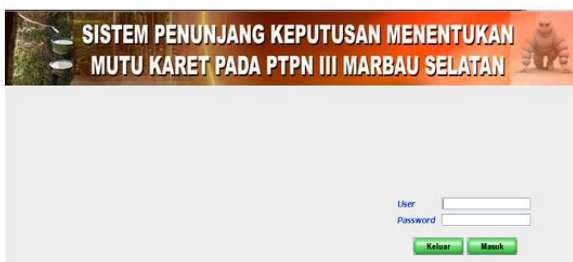 SISTEM PENUNJANG KEPUTUSAN MENENTUKAN
MUTU KARET PADA PTPN III MARBAU SELATAN
User
Password
Keluar Masuk